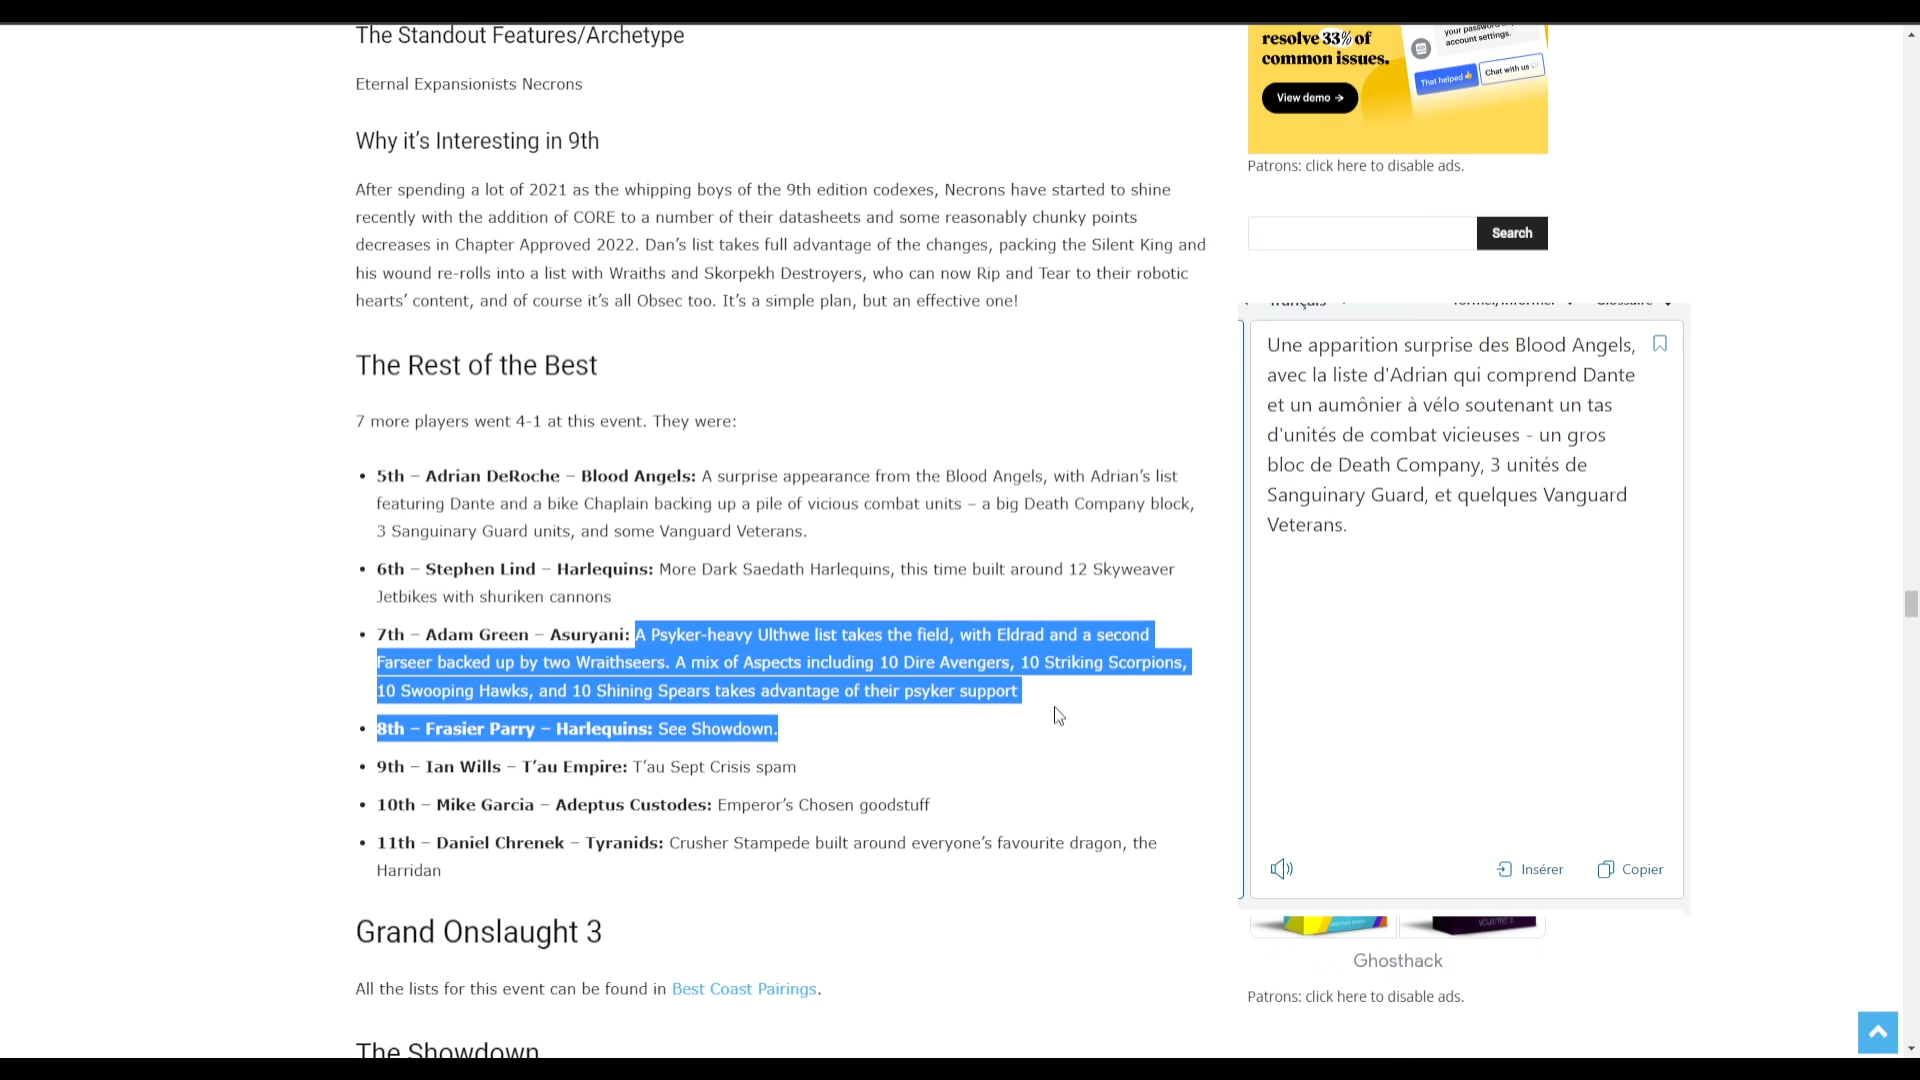 The Standout Features/Archetype
Eternal Expansionists Necrons
Why it's Interesting in 9th
After spending a lot of 2021 as the whipping boys of the 9th edition codexes, Necrons have started to shine
recently with the addition of CORE to a number of their datasheets and some reasonably chunky points
decreases in Chapter Approved 2022. Dan's list takes full advantage of the changes, packing the Silent King and
his wound re-rolls into a list with Wraiths and Skorpekh Destroyers, who can now Rip and Tear to their robotic
hearts' content, and of course it's all Obsec too. It's a simple plan, but an effective one!
The Rest of the Best
7 more players went 4-1 at this event. They were:
• 5th – Adrian DeRoche – Blood Angels: A surprise appearance from the Blood Angels, with Adrian's list
featuring Dante and a bike Chaplain backing up a pile of vicious combat units – a big Death Company block,
3 Sanguinary Guard units, and some Vanguard Veterans.
• 6th – Stephen Lind – Harlequins: More Dark Saedath Harlequins, this time built around 12 Skyweaver
Jetbikes with shuriken cannons
• 7th – Adam Green – Asuryani: A Psyker-heavy Ulthwe list takes the field, with Eldrad and a second
Farseer backed up by two Wraithseers. A mix of Aspects including 10 Dire Avengers, 10 Striking Scorpions,
10 Swooping Hawks, and 10 Shining Spears takes advantage of their psyker support
• 8th – Frasier Parry – Harlequins: See Showdown.
• 9th – Ian Wills – T'au Empire: T'au Sept Crisis spam
• 10th – Mike Garcia – Adeptus Custodes: Emperor's Chosen goodstuff
• 11th – Daniel Chrenek – Tyranids: Crusher Stampede built around everyone's favourite dragon, the
Harridan
Grand Onslaught 3
All the lists for this event can be found in Best Coast Pairings.
The Showdown
resolve 33% of
common issues.
View demo →
your password
account settings.
That helped
Chat with us
Patrons: click here to disable ads.
Search
français
Une apparition surprise des Blood Angels,
avec la liste d'Adrian qui comprend Dante
et un aumônier à vélo soutenant un tas
d'unités de combat vicieuses - un gros
bloc de Death Company, 3 unités de
Sanguinary Guard, et quelques Vanguard
Veterans.
Insérer
Copier
Ghosthack
Patrons: click here to disable ads.